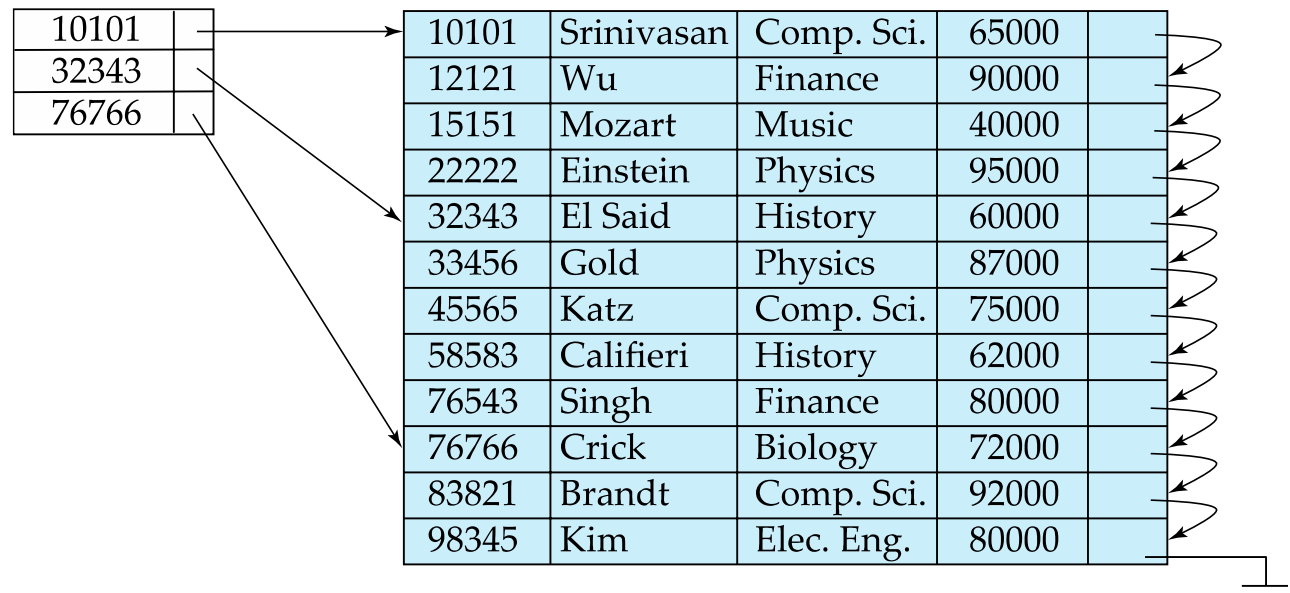 10101
32343
76766
10101 Srinivasan Comp. Sci. 65000
12121 Wu Finance 90000
15151 Mozart Music 40000
22222 Einstein Physics 95000
32343 El Said History 60000
33456 Gold Physics 87000
45565 Katz Comp. Sci. 75000
58583 Califieri History 62000
76543 Singh Finance 80000
76766 Crick Biology 72000
83821 Brandt Comp. Sci. 92000
98345 Kim Elec. Eng. 80000